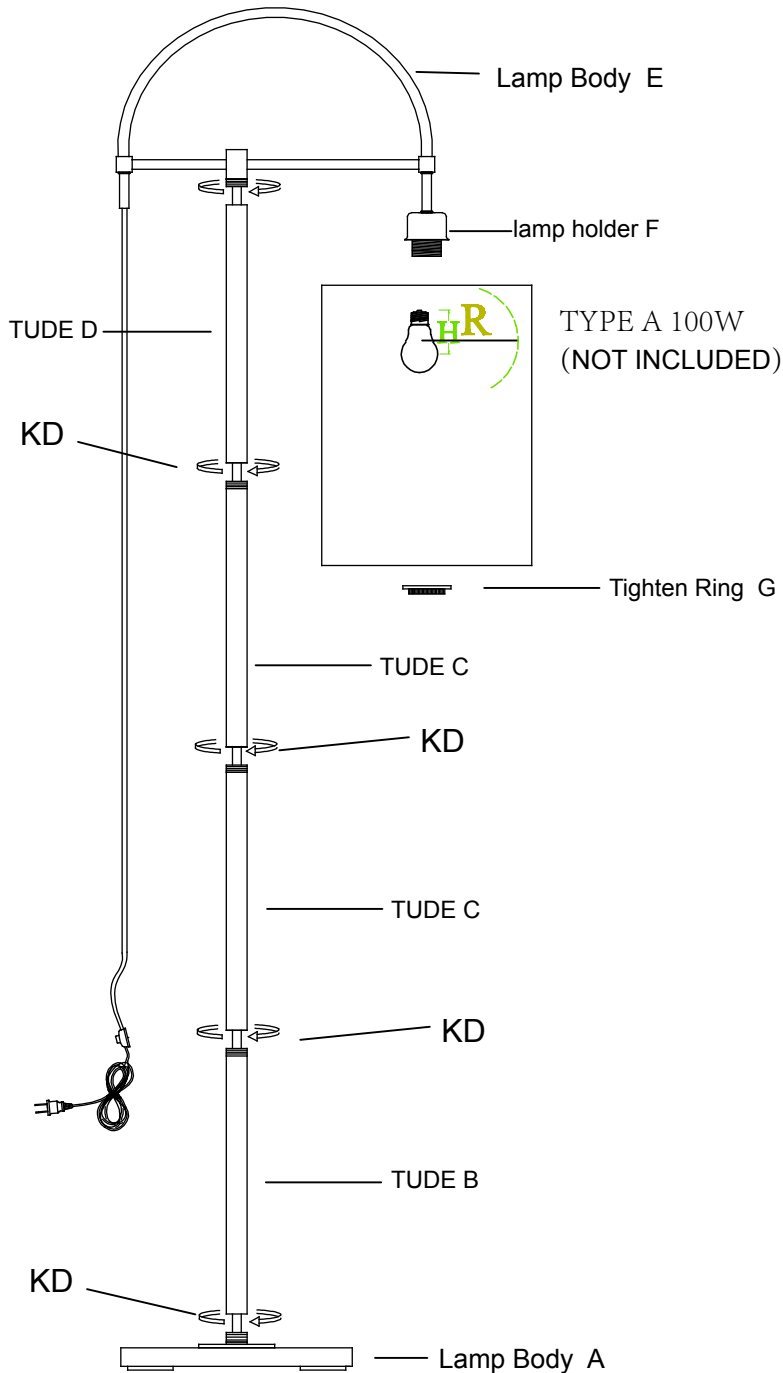 Lamp Body E
lamp holder F
TYPE A 100W
(NOT INCLUDED)
H
R
TUDE D
KD
Tighten Ring G
TUDE C
KD
TUDE C
KD
TUDE B
KD
Lamp Body A